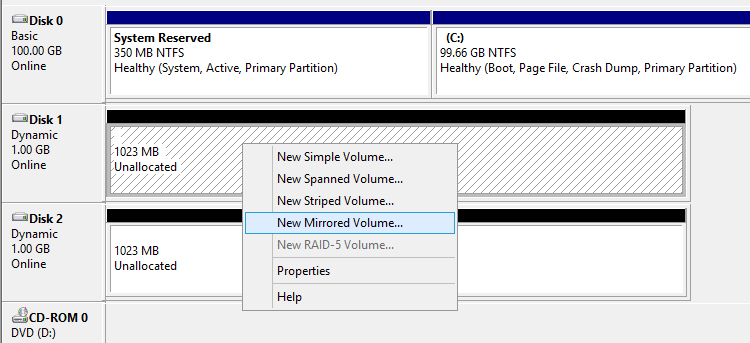 Disk 0
Basic
100.00 GB
Online
System Reserved
350 MB NTFS
Healthy (System, Active, Primary Partition)
(C:)
99.66 GB NTFS
Healthy (Boot, Page File, Crash Dump, Primary Partition)
Disk 1
Dynamic
1.00 GB
Online
1023 MB
Unallocated
New Simple Volume...
New Spanned Volume...
New Striped Volume...
New Mirrored Volume...
New RAID-5 Volume...
Properties
Help
Disk 2
Dynamic
1.00 GB
Online
1023 MB
Unallocated
CD-ROM 0
DVD (D:)